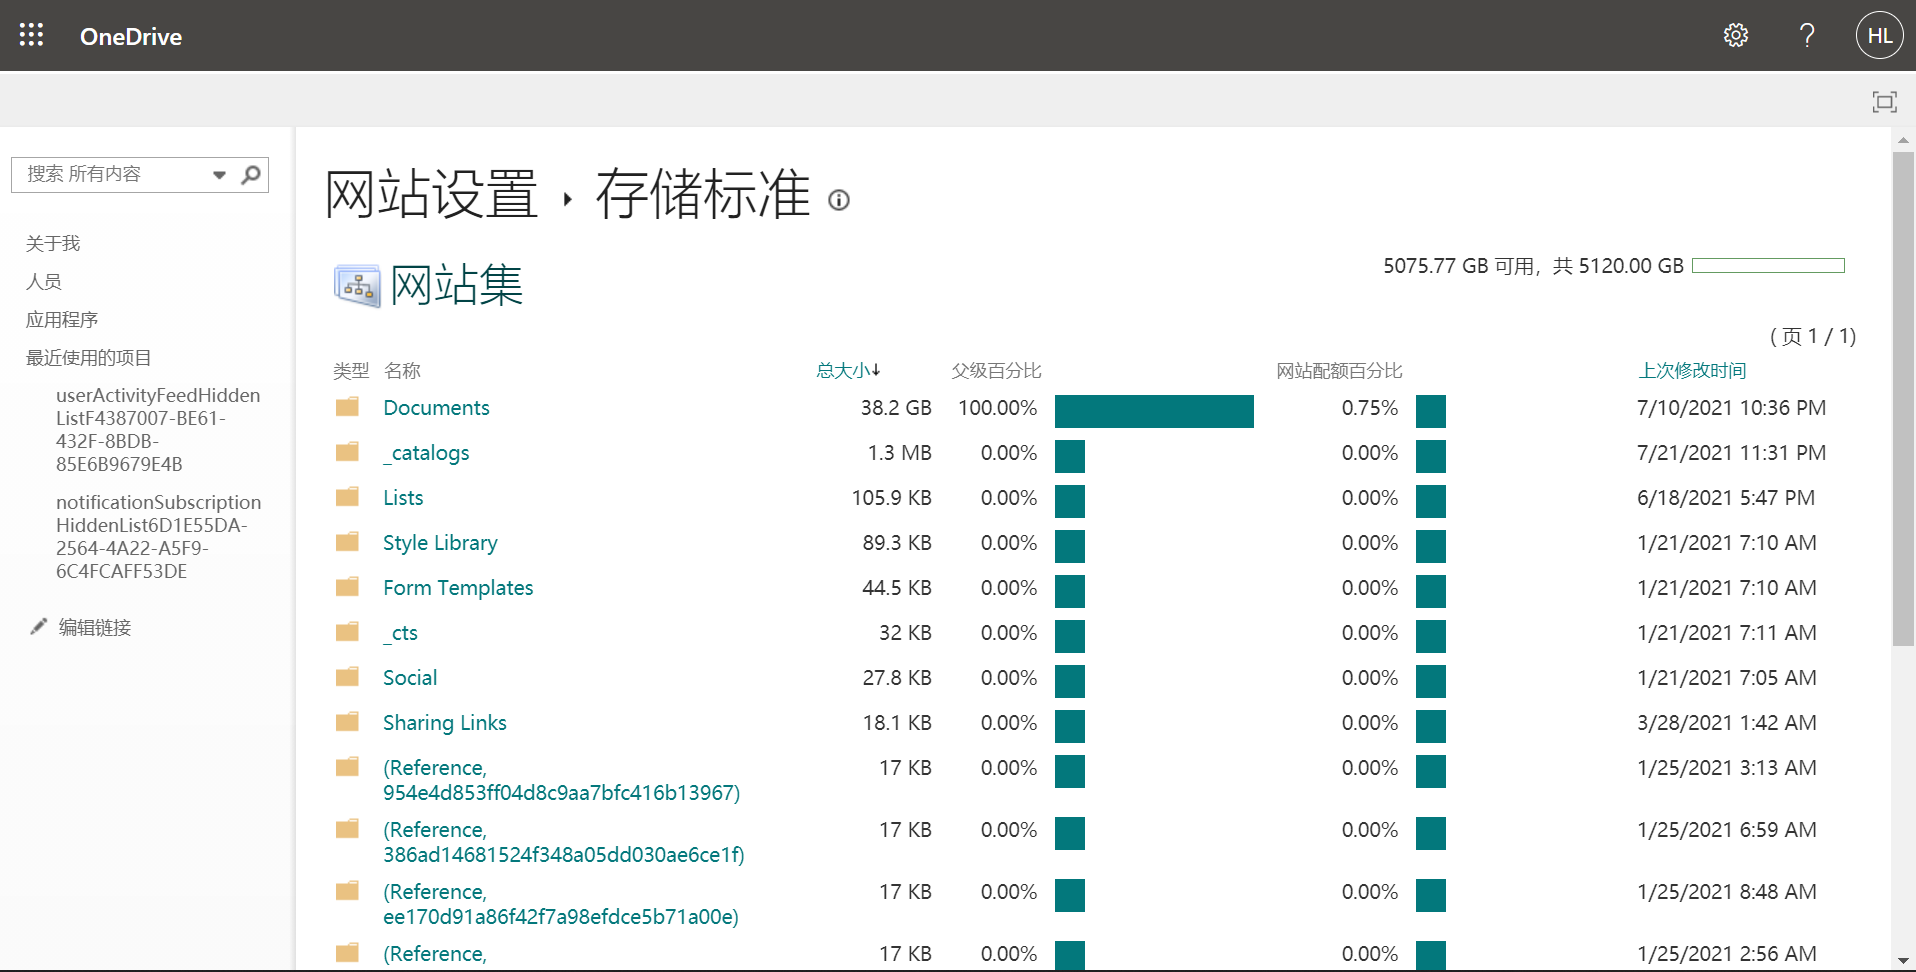 OneDrive
HL
搜索 所有内容
关于我
人员
应用程序
最近使用的项目
userActivityFeedHidden
ListF4387007-BE61-
432F-8BDB-
85E6B9679E4B
notificationSubscription
HiddenList6D1E55DA-
2564-4A22-A5F9-
6C4FCAFF53DE
编辑链接
网站设置 ▸ 存储标准
网站集
5075.77 GB 可用，共 5120.00 GB
( 页 1 / 1)
类型 名称 总大小↓ 父级百分比 网站配额百分比 上次修改时间
Documents 38.2 GB 100.00% 0.75% 7/10/2021 10:36 PM
_catalogs 1.3 MB 0.00% 0.00% 7/21/2021 11:31 PM
Lists 105.9 KB 0.00% 0.00% 6/18/2021 5:47 PM
Style Library 89.3 KB 0.00% 0.00% 1/21/2021 7:10 AM
Form Templates 44.5 KB 0.00% 0.00% 1/21/2021 7:10 AM
_cts 32 KB 0.00% 0.00% 1/21/2021 7:11 AM
Social 27.8 KB 0.00% 0.00% 1/21/2021 7:05 AM
Sharing Links 18.1 KB 0.00% 0.00% 3/28/2021 1:42 AM
(Reference, 17 KB 0.00% 0.00% 1/25/2021 3:13 AM
954e4d853ff04d8c9aa7bfc416b13967)
(Reference, 17 KB 0.00% 0.00% 1/25/2021 6:59 AM
386ad14681524f348a05dd030ae6ce1f)
(Reference, 17 KB 0.00% 0.00% 1/25/2021 8:48 AM
ee170d91a86f42f7a98efdce5b71a00e)
(Reference, 17 KB 0.00% 0.00% 1/25/2021 2:56 AM